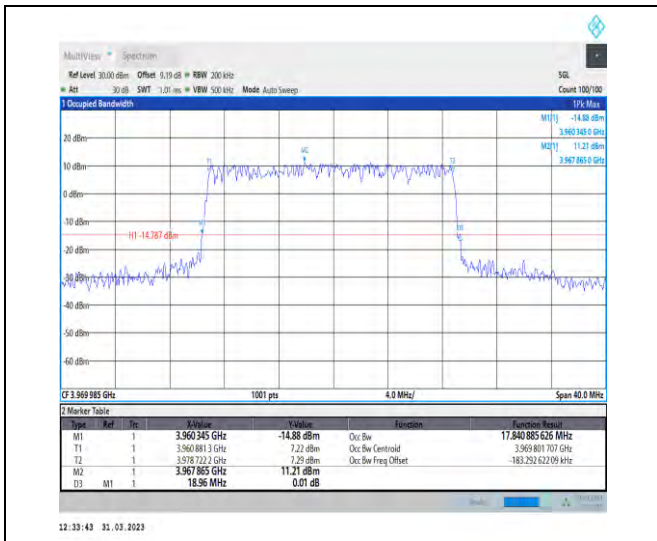 MultiView Spectrum
Ref Level 30.00 dBm Offset 9.19 dB RBW 200 kHz SGL
Att 30 dB SWT 1.01 ms VBW 500 kHz Mode Auto Sweep Count 100/100
1 Occupied Bandwidth 1Pk Max
M1[1] -14.88 dBm
3.960 345 0 GHz
M2[1] 11.21 dBm
3.967 865 0 GHz
20 dBm
M2
T1 T2
10 dBm
0 dBm
-10 dBm
H1 -14.787 dBm
-20 dBm
-30 dBm
-40 dBm
-50 dBm
-60 dBm
CF 3.969 985 GHz 1001 pts 4.0 MHz/ Span 40.0 MHz
2 Marker Table
Type Ref Trc X-Value Y-Value Function Function Result
M1 1 3.960 345 GHz -14.88 dBm Occ Bw 17.840 885 626 MHz
T1 1 3.960 881 3 GHz 7.22 dBm Occ Bw Centroid 3.969 801 707 GHz
T2 1 3.978 722 2 GHz 7.29 dBm Occ Bw Freq Offset -183.292 622 09 kHz
M2 1 3.967 865 GHz 11.21 dBm
D3 M1 1 18.96 MHz 0.01 dB
12:33:43 31.03.2023